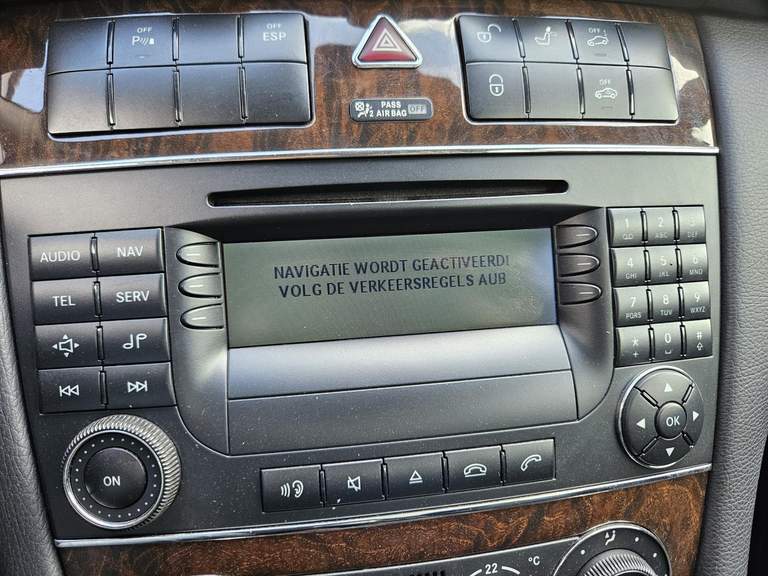 OFF
P
OFF
ESP
OFF
OFF
PASS
2 AIRBAG OFF
AUDIO NAV
TEL SERV
NAVIGATIE WORDT GEACTIVEERD!
VOLG DE VERKEERSREGELS AUB
1 2 ABC 3 DEF
4 GHI 5 JKL 6 MNO
7 PQRS 8 TUV 9 WXYZ
* + 0 #
ON
OK
22 °C